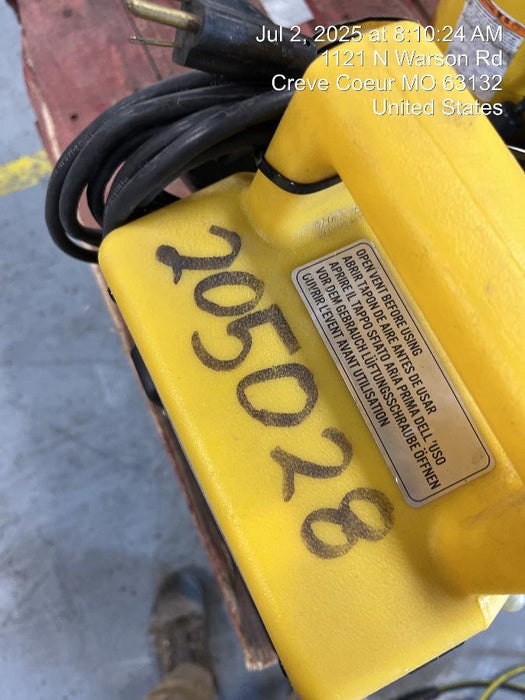 Jul 2, 2025 at 8:10:24 AM
1121 N Warson Rd
Creve Coeur MO 63132
United States
205028
OPEN VENT BEFORE USING
ABRIR TAPON DE AIRE ANTES DE USAR
APRIRE IL TAPPO SFIATO ARIA PRIMA DELL 'USO
VOR DEM GEBRAUCH LÜFTUNGSSCHRAUBE ÖFFNEN
OUVRIR L'EVENT AVANT UTILISATION